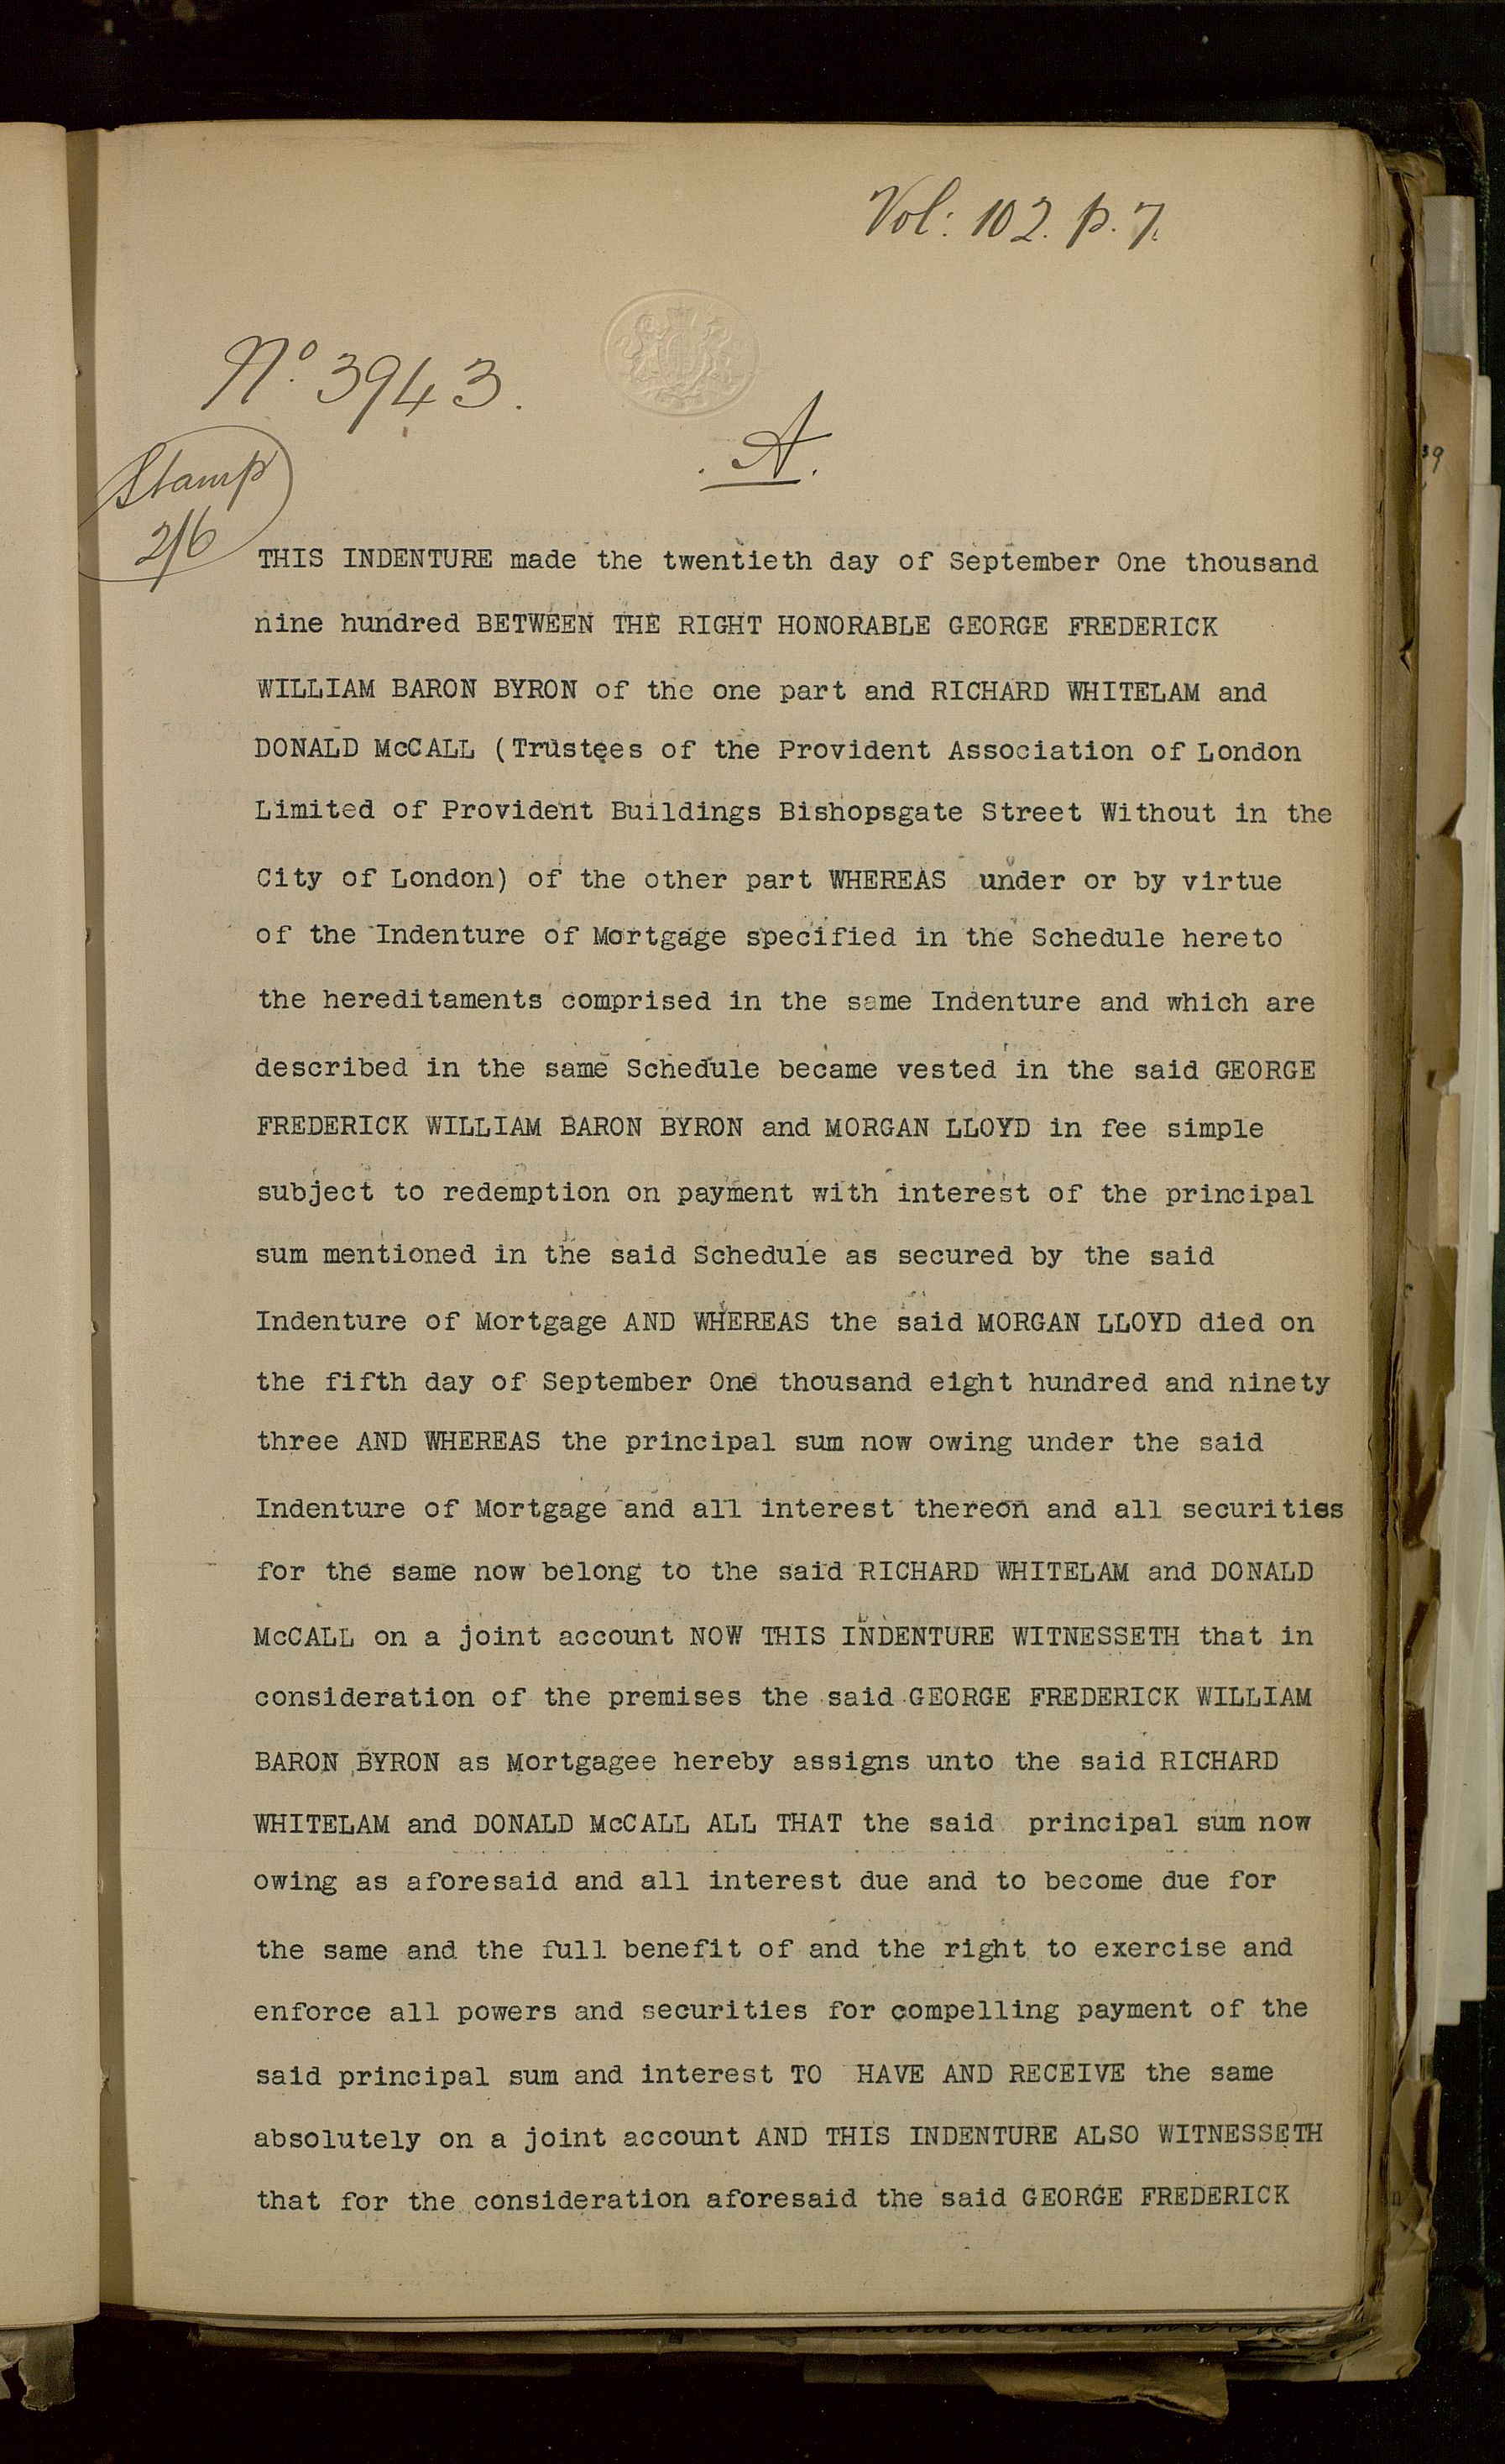 Vol: 102. p. 7.
No. 3943.
. A.
Stamp
2/6
THIS INDENTURE made the twentieth day of September One thousand
nine hundred BETWEEN THE RIGHT HONORABLE GEORGE FREDERICK
WILLIAM BARON BYRON of the one part and RICHARD WHITELAM and
DONALD McCALL (Trustees of the Provident Association of London
Limited of Provident Buildings Bishopsgate Street Without in the
City of London) of the other part WHEREAS under or by virtue
of the Indenture of Mortgage specified in the Schedule hereto
the hereditaments comprised in the same Indenture and which are
described in the same Schedule became vested in the said GEORGE
FREDERICK WILLIAM BARON BYRON and MORGAN LLOYD in fee simple
subject to redemption on payment with interest of the principal
sum mentioned in the said Schedule as secured by the said
Indenture of Mortgage AND WHEREAS the said MORGAN LLOYD died on
the fifth day of September One thousand eight hundred and ninety
three AND WHEREAS the principal sum now owing under the said
Indenture of Mortgage and all interest thereon and all securities
for the same now belong to the said RICHARD WHITELAM and DONALD
McCALL on a joint account NOW THIS INDENTURE WITNESSETH that in
consideration of the premises the said GEORGE FREDERICK WILLIAM
BARON BYRON as Mortgagee hereby assigns unto the said RICHARD
WHITELAM and DONALD McCALL ALL THAT the said principal sum now
owing as aforesaid and all interest due and to become due for
the same and the full benefit of and the right to exercise and
enforce all powers and securities for compelling payment of the
said principal sum and interest TO HAVE AND RECEIVE the same
absolutely on a joint account AND THIS INDENTURE ALSO WITNESSETH
that for the consideration aforesaid the said GEORGE FREDERICK